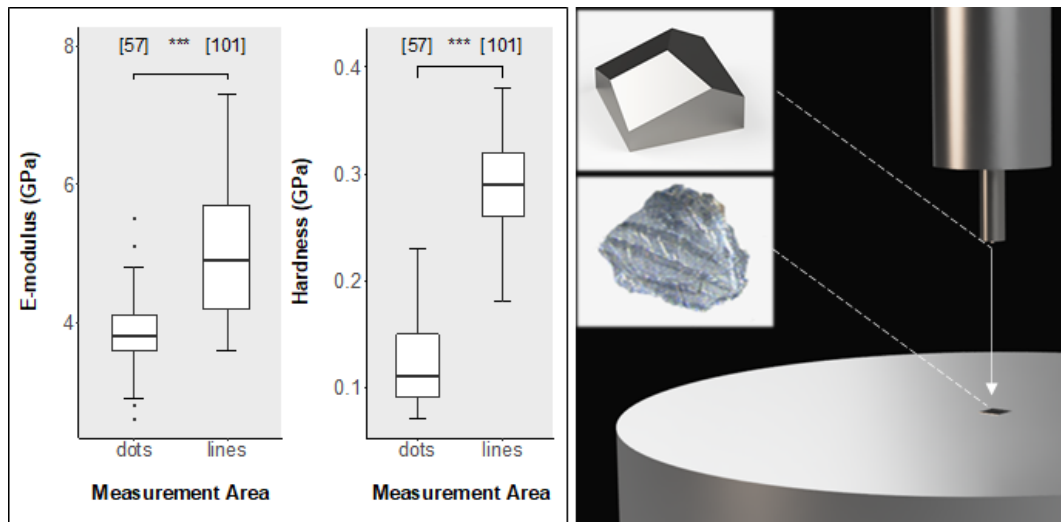 [57] *** [101]
8
6
4
E-modulus (GPa)
dots lines
Measurement Area
[57] *** [101]
0.4
0.3
0.2
0.1
Hardness (GPa)
dots lines
Measurement Area